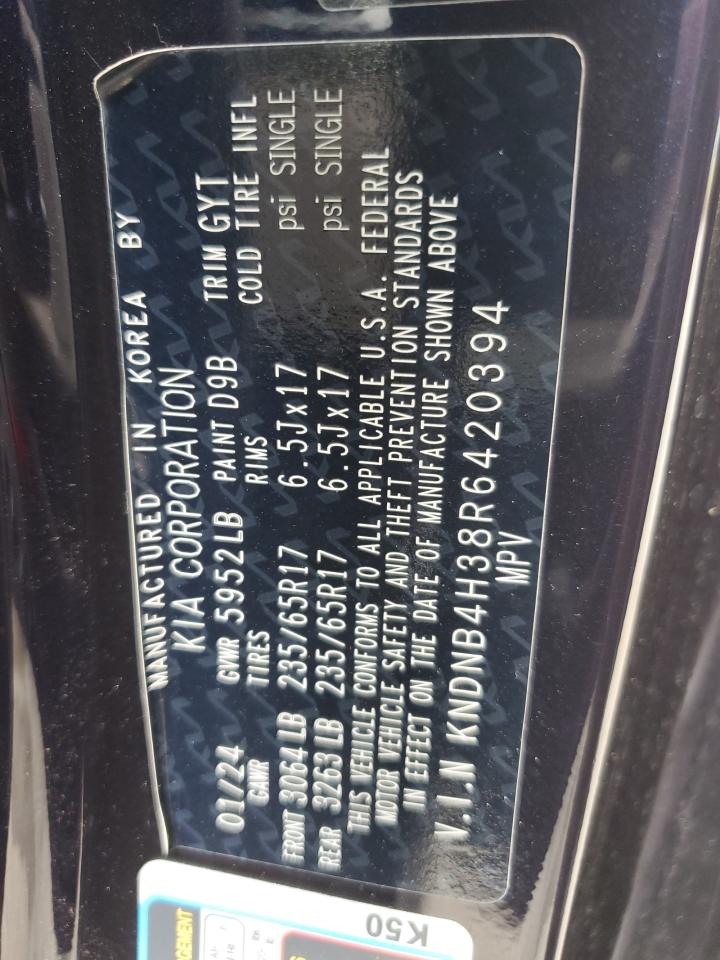 MANUFACTURED IN KOREA BY
KIA CORPORATION
01/24 GVWR 5952LB PAINT D9B TRIM GYT
GAWR TIRES RIMS COLD TIRE INFL
FRONT 3064LB 235/65R17 6.5Jx17 psi SINGLE
REAR 3263LB 235/65R17 6.5Jx17 psi SINGLE
THIS VEHICLE CONFORMS TO ALL APPLICABLE U.S.A. FEDERAL
MOTOR VEHICLE SAFETY AND THEFT PREVENTION STANDARDS
IN EFFECT ON THE DATE OF MANUFACTURE SHOWN ABOVE
V.I.N KNDNB4H38R6420394
MPV
K50